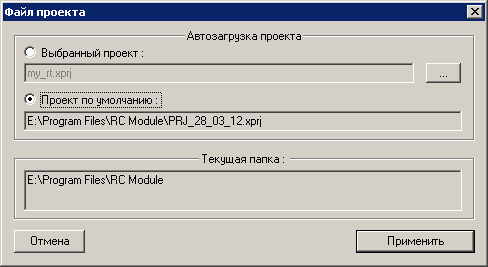 Файл проекта
Автозагрузка проекта
Выбранный проект :
my_rt.xprj
...
Проект по умолчанию :
E:\Program Files\RC Module\PRJ_28_03_12.xprj
Текущая папка :
E:\Program Files\RC Module
Отмена
Применить